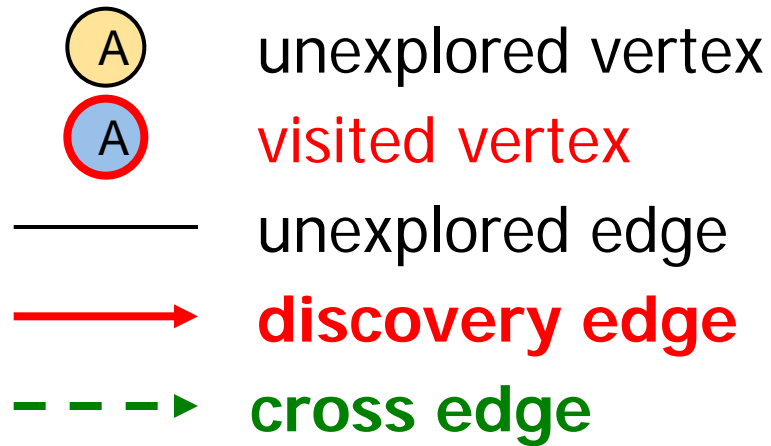 A unexplored vertex
A visited vertex
unexplored edge
discovery edge
cross edge